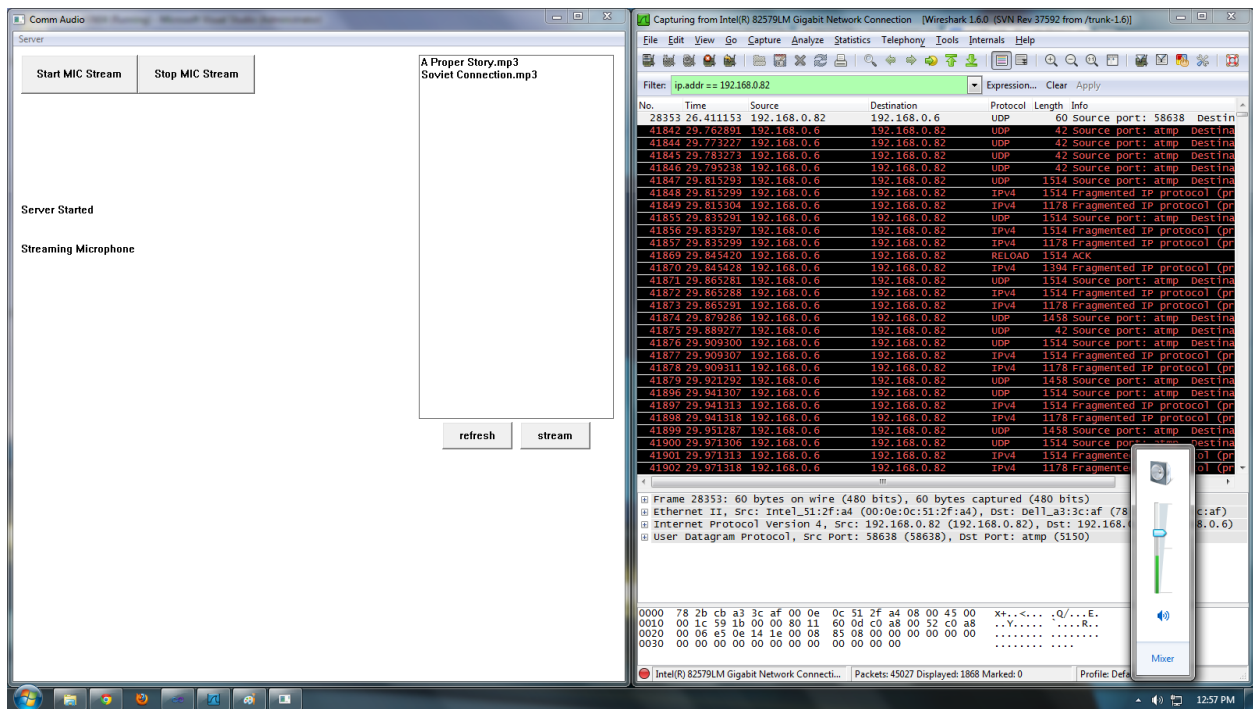 Comm Audio
Server
Start MIC Stream
Stop MIC Stream
A Proper Story.mp3
Soviet Connection.mp3
Server Started
Streaming Microphone
refresh
stream
Capturing from Intel(R) 82579LM Gigabit Network Connection [Wireshark 1.6.0 (SVN Rev 37592 from /trunk-1.6)]
File Edit View Go Capture Analyze Statistics Telephony Tools Internals Help
Filter: ip.addr == 192.168.0.82 Expression... Clear Apply
No. Time Source Destination Protocol Length Info
28353 26.411153 192.168.0.82 192.168.0.6 UDP 60 Source port: 58638 Destin
41842 29.762891 192.168.0.6 192.168.0.82 UDP 42 Source port: atmp Destina
41844 29.773227 192.168.0.6 192.168.0.82 UDP 42 Source port: atmp Destina
41845 29.783273 192.168.0.6 192.168.0.82 UDP 42 Source port: atmp Destina
41846 29.795238 192.168.0.6 192.168.0.82 UDP 42 Source port: atmp Destina
41847 29.815293 192.168.0.6 192.168.0.82 UDP 1514 Source port: atmp Destina
41848 29.815299 192.168.0.6 192.168.0.82 IPv4 1514 Fragmented IP protocol (pr
41849 29.815304 192.168.0.6 192.168.0.82 IPv4 1178 Fragmented IP protocol (pr
41855 29.835291 192.168.0.6 192.168.0.82 UDP 1514 Source port: atmp Destina
41856 29.835297 192.168.0.6 192.168.0.82 IPv4 1514 Fragmented IP protocol (pr
41857 29.835299 192.168.0.6 192.168.0.82 IPv4 1178 Fragmented IP protocol (pr
41869 29.845420 192.168.0.6 192.168.0.82 RELOAD 1514 ACK
41870 29.845428 192.168.0.6 192.168.0.82 IPv4 1394 Fragmented IP protocol (pr
41871 29.865281 192.168.0.6 192.168.0.82 UDP 1514 Source port: atmp Destina
41872 29.865288 192.168.0.6 192.168.0.82 IPv4 1514 Fragmented IP protocol (pr
41873 29.865291 192.168.0.6 192.168.0.82 IPv4 1178 Fragmented IP protocol (pr
41874 29.879286 192.168.0.6 192.168.0.82 UDP 1458 Source port: atmp Destina
41875 29.889277 192.168.0.6 192.168.0.82 UDP 42 Source port: atmp Destina
41876 29.909300 192.168.0.6 192.168.0.82 UDP 1514 Source port: atmp Destina
41877 29.909307 192.168.0.6 192.168.0.82 IPv4 1514 Fragmented IP protocol (pr
41878 29.909311 192.168.0.6 192.168.0.82 IPv4 1178 Fragmented IP protocol (pr
41879 29.921292 192.168.0.6 192.168.0.82 UDP 1458 Source port: atmp Destina
41896 29.941307 192.168.0.6 192.168.0.82 UDP 1514 Source port: atmp Destina
41897 29.941313 192.168.0.6 192.168.0.82 IPv4 1514 Fragmented IP protocol (pr
41898 29.941318 192.168.0.6 192.168.0.82 IPv4 1178 Fragmented IP protocol (pr
41899 29.951287 192.168.0.6 192.168.0.82 UDP 1458 Source port: atmp Destina
41900 29.971306 192.168.0.6 192.168.0.82 UDP 1514 Source port: atmp Destina
41901 29.971313 192.168.0.6 192.168.0.82 IPv4 1514 Fragmente ol (pr
41902 29.971318 192.168.0.6 192.168.0.82 IPv4 1178 Fragmente ol (pr
Frame 28353: 60 bytes on wire (480 bits), 60 bytes captured (480 bits)
Ethernet II, Src: Intel_51:2f:a4 (00:0e:0c:51:2f:a4), Dst: Dell_a3:3c:af (78 c:af)
Internet Protocol Version 4, Src: 192.168.0.82 (192.168.0.82), Dst: 192.168. 8.0.6)
User Datagram Protocol, Src Port: 58638 (58638), Dst Port: atmp (5150)
0000 78 2b cb a3 3c af 00 0e 0c 51 2f a4 08 00 45 00 x+..<... .Q/...E.
0010 00 1c 59 1b 00 00 80 11 60 0d c0 a8 00 52 c0 a8 ..Y..... `....R..
0020 00 06 e5 0e 14 1e 00 08 85 08 00 00 00 00 00 00 ........ ........
0030 00 00 00 00 00 00 00 00 00 00 00 00 ........ ....
Intel(R) 82579LM Gigabit Network Connecti... Packets: 45027 Displayed: 1868 Marked: 0 Profile: Defa
Mixer
12:57 PM